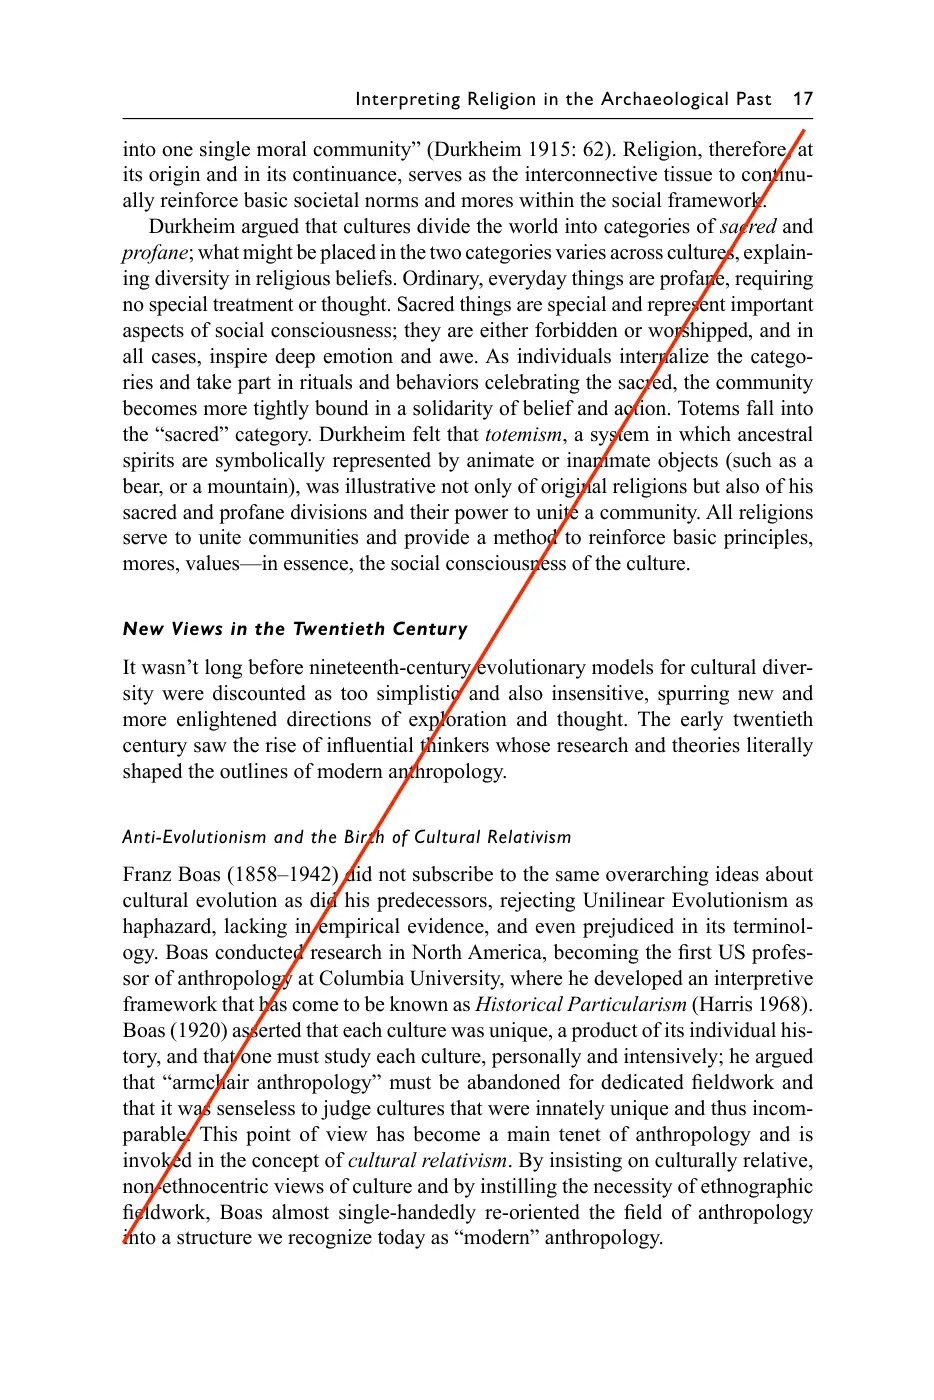 Interpreting Religion in the Archaeological Past 17
into one single moral community” (Durkheim 1915: 62). Religion, therefore, at
its origin and in its continuance, serves as the interconnective tissue to continu-
ally reinforce basic societal norms and mores within the social framework.
Durkheim argued that cultures divide the world into categories of sacred and
profane; what might be placed in the two categories varies across cultures, explain-
ing diversity in religious beliefs. Ordinary, everyday things are profane, requiring
no special treatment or thought. Sacred things are special and represent important
aspects of social consciousness; they are either forbidden or worshipped, and in
all cases, inspire deep emotion and awe. As individuals internalize the catego-
ries and take part in rituals and behaviors celebrating the sacred, the community
becomes more tightly bound in a solidarity of belief and action. Totems fall into
the “sacred” category. Durkheim felt that totemism, a system in which ancestral
spirits are symbolically represented by animate or inanimate objects (such as a
bear, or a mountain), was illustrative not only of original religions but also of his
sacred and profane divisions and their power to unite a community. All religions
serve to unite communities and provide a method to reinforce basic principles,
mores, values—in essence, the social consciousness of the culture.
New Views in the Twentieth Century
It wasn’t long before nineteenth-century evolutionary models for cultural diver-
sity were discounted as too simplistic and also insensitive, spurring new and
more enlightened directions of exploration and thought. The early twentieth
century saw the rise of influential thinkers whose research and theories literally
shaped the outlines of modern anthropology.
Anti-Evolutionism and the Birth of Cultural Relativism
Franz Boas (1858–1942) did not subscribe to the same overarching ideas about
cultural evolution as did his predecessors, rejecting Unilinear Evolutionism as
haphazard, lacking in empirical evidence, and even prejudiced in its terminol-
ogy. Boas conducted research in North America, becoming the first US profes-
sor of anthropology at Columbia University, where he developed an interpretive
framework that has come to be known as Historical Particularism (Harris 1968).
Boas (1920) asserted that each culture was unique, a product of its individual his-
tory, and that one must study each culture, personally and intensively; he argued
that “armchair anthropology” must be abandoned for dedicated fieldwork and
that it was senseless to judge cultures that were innately unique and thus incom-
parable. This point of view has become a main tenet of anthropology and is
invoked in the concept of cultural relativism. By insisting on culturally relative,
non-ethnocentric views of culture and by instilling the necessity of ethnographic
fieldwork, Boas almost single-handedly re-oriented the field of anthropology
into a structure we recognize today as “modern” anthropology.